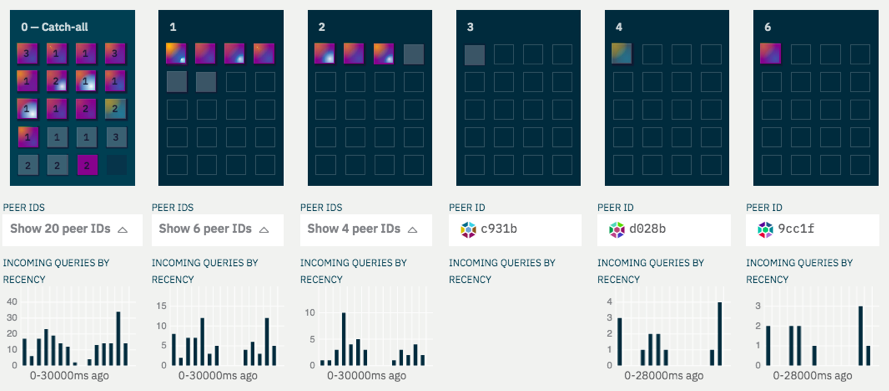 0 — Catch-all
3 1 1 3
1 2 1 1
1 1 2 2
1 1 1 3
2 2 2
PEER IDS
Show 20 peer IDs
INCOMING QUERIES BY
RECENCY
40
30
20
10
0
0-30000ms ago
1
PEER IDS
Show 6 peer IDs
INCOMING QUERIES BY
RECENCY
15
10
5
0
0-30000ms ago
2
PEER IDS
Show 4 peer IDs
INCOMING QUERIES BY
RECENCY
10
5
0
0-30000ms ago
3
PEER ID
c931b
INCOMING QUERIES BY
RECENCY
4
PEER ID
d028b
INCOMING QUERIES BY
RECENCY
4
3
2
1
0
0-28000ms ago
6
PEER ID
9cc1f
INCOMING QUERIES BY
RECENCY
3
2
1
0
0-28000ms ago